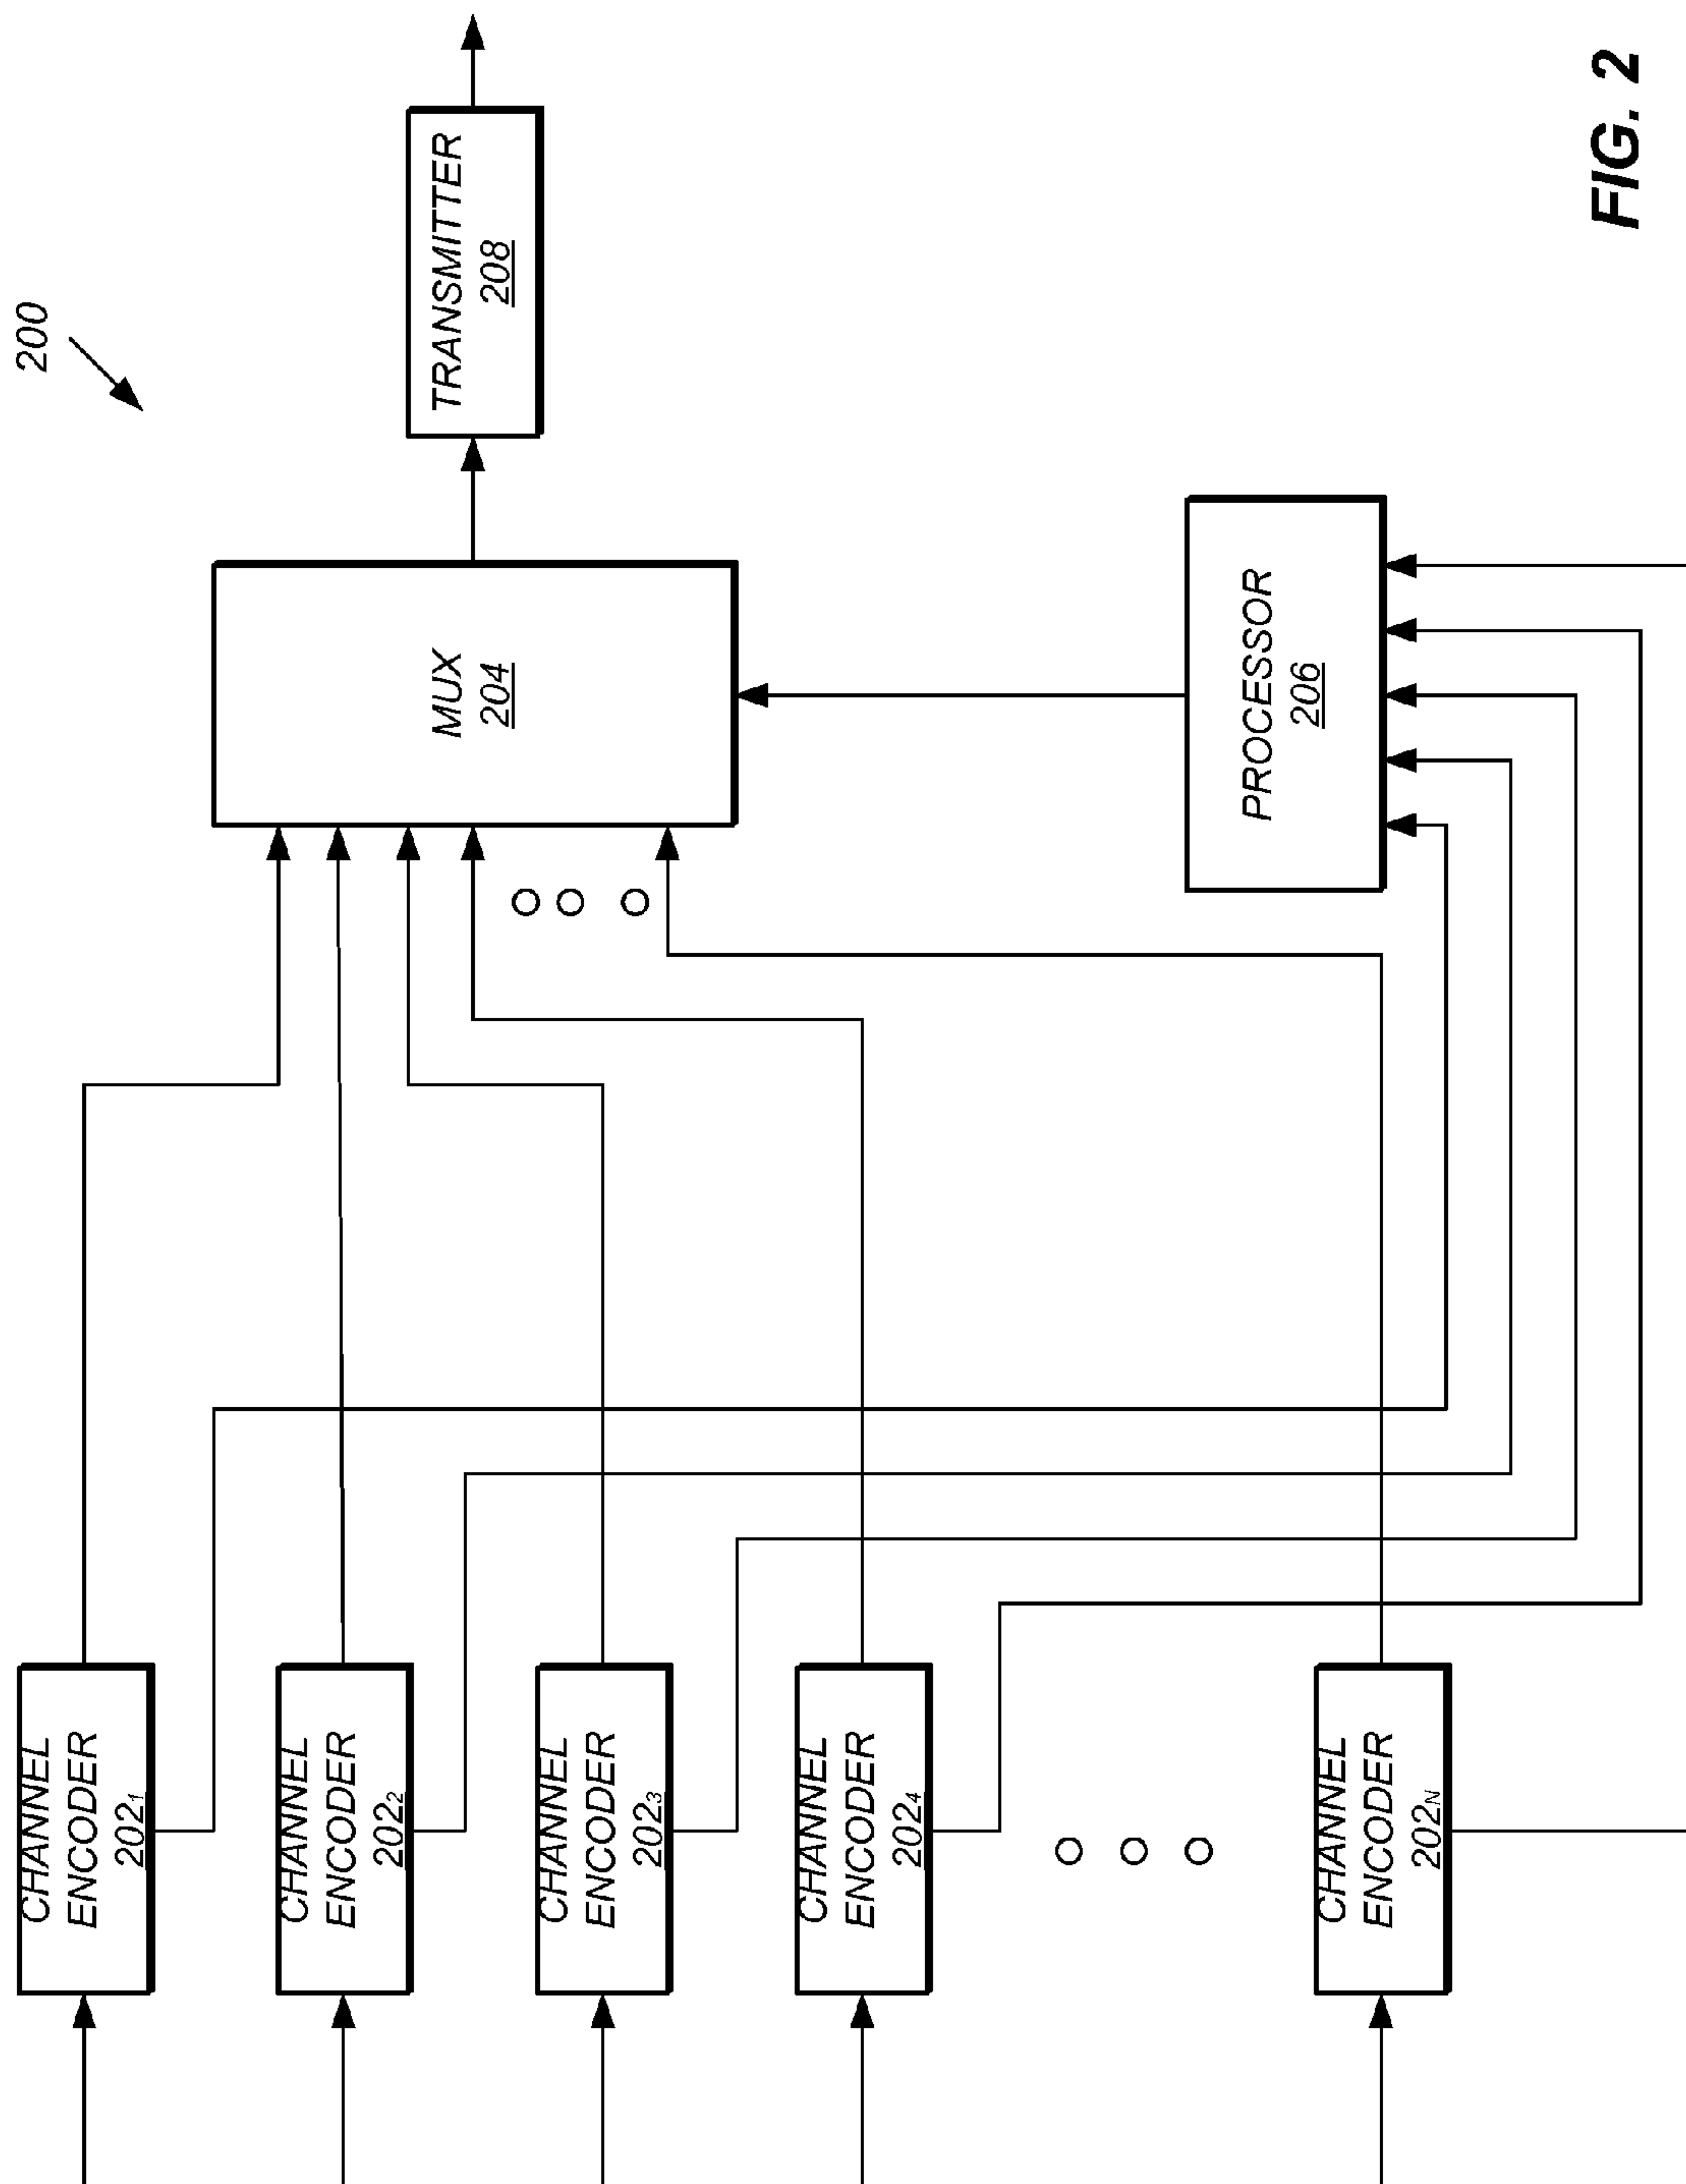 200
CHANNEL
ENCODER
202₁
CHANNEL
ENCODER
202₂
CHANNEL
ENCODER
202₃
CHANNEL
ENCODER
202₄
CHANNEL
ENCODER
202N
MUX
204
TRANSMITTER
208
PROCESSOR
206
FIG. 2